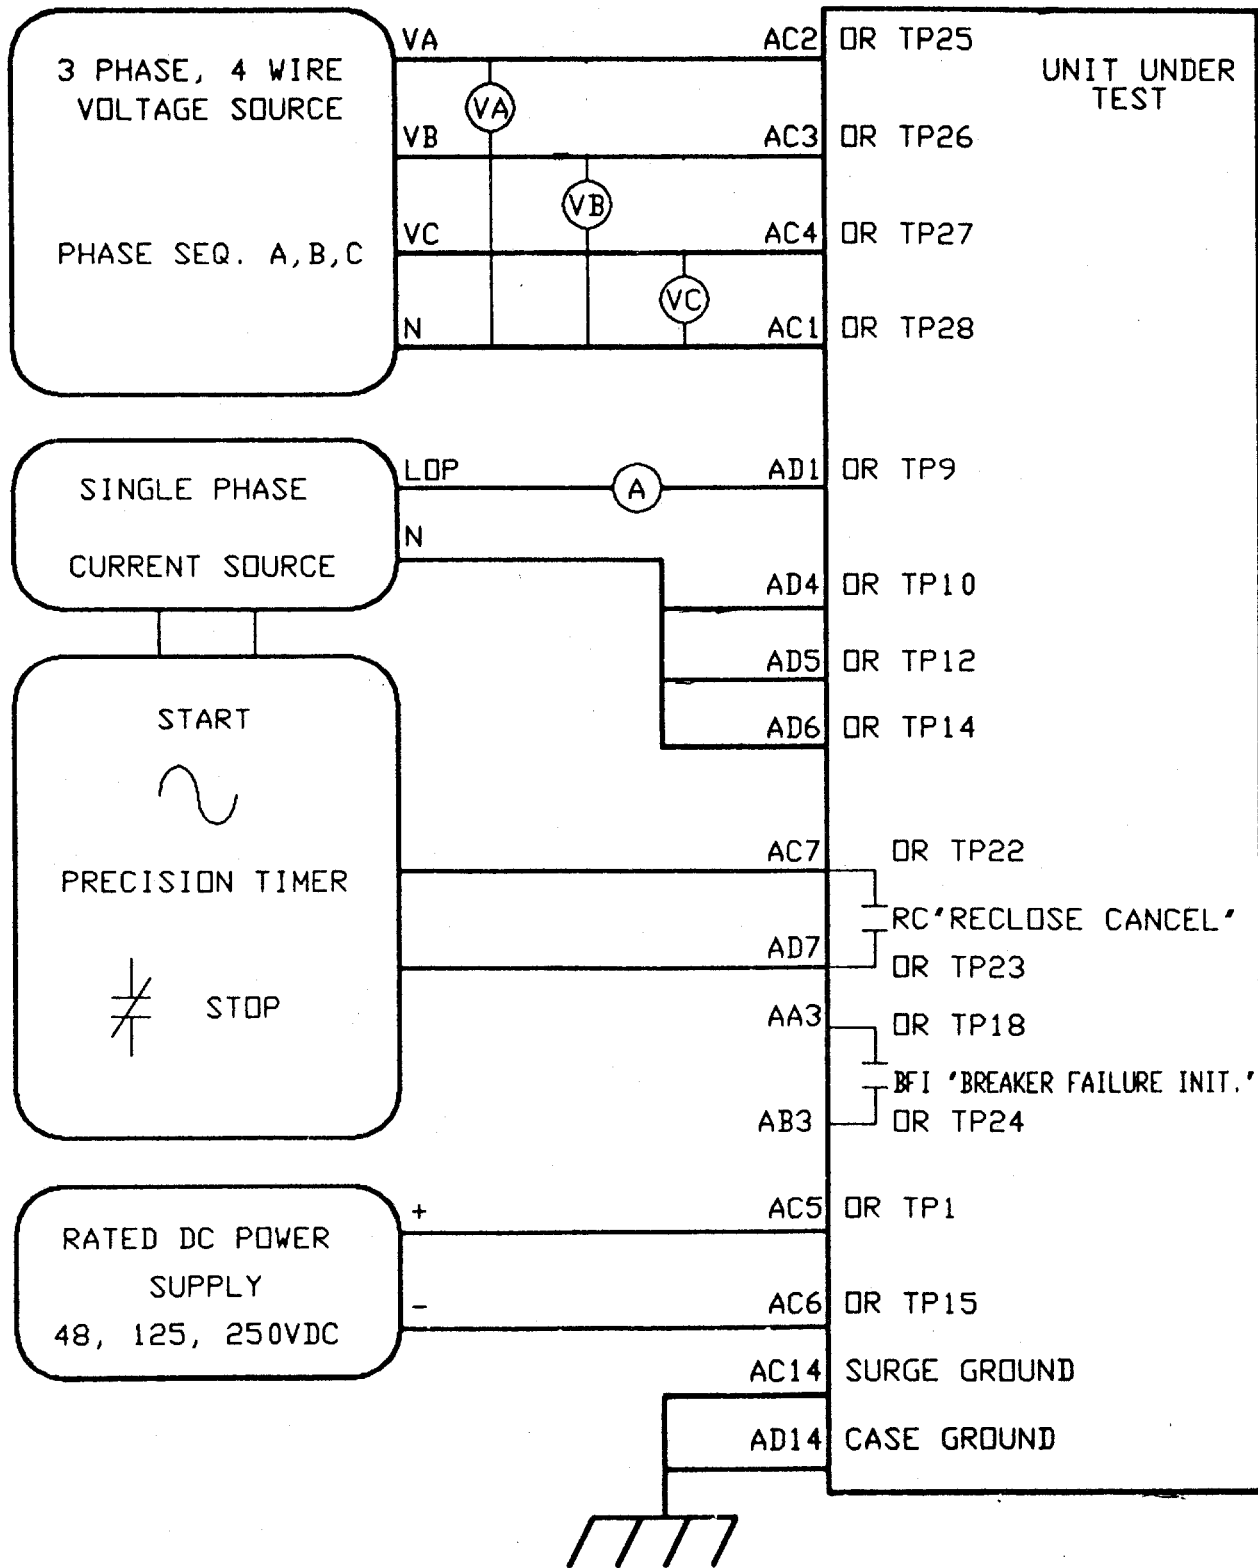 VA
AC2 OR TP25
3 PHASE, 4 WIRE
VOLTAGE SOURCE
UNIT UNDER
TEST
VA
VB
AC3 OR TP26
VB
VC
AC4 OR TP27
PHASE SEQ. A,B,C
VC
N
AC1 OR TP28
LOP
AD1 OR TP9
SINGLE PHASE
A
N
CURRENT SOURCE
AD4 OR TP10
AD5 OR TP12
START
AD6 OR TP14
AC7 OR TP22
PRECISION TIMER
RC'RECLOSE CANCEL'
AD7
OR TP23
STOP
AA3 OR TP18
BFI 'BREAKER FAILURE INIT.'
AB3 OR TP24
+
AC5 OR TP1
RATED DC POWER
SUPPLY
-
AC6 OR TP15
48, 125, 250VDC
AC14 SURGE GROUND
AD14 CASE GROUND